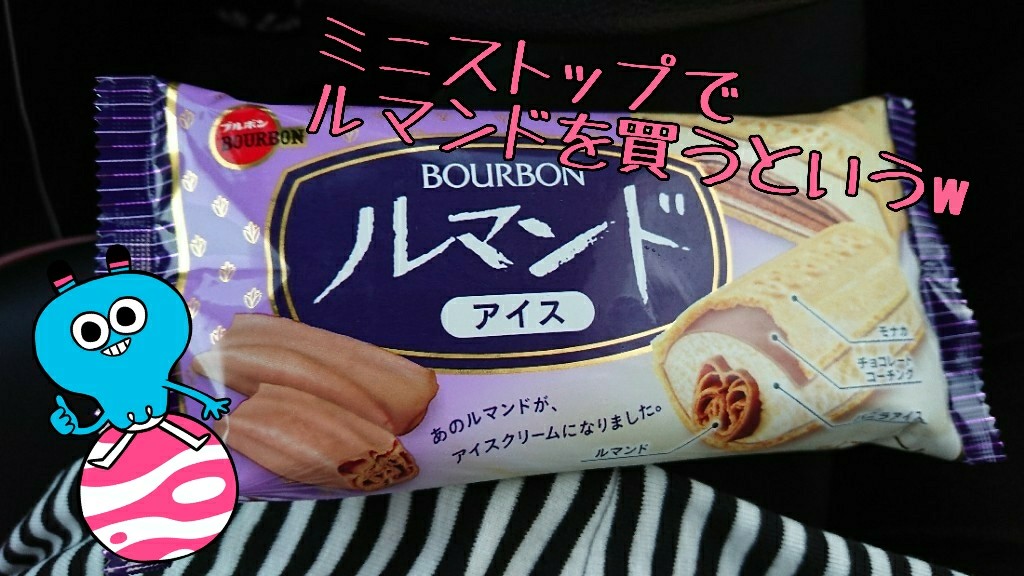 ミニストップで
ルマンドを買うというw
ブルボン
BOURBON
BOURBON
ルマンド
アイス
あのルマンドが、
アイスクリームになりました。
モナカ
チョコレート
コーチング
バニラアイス
ルマンド